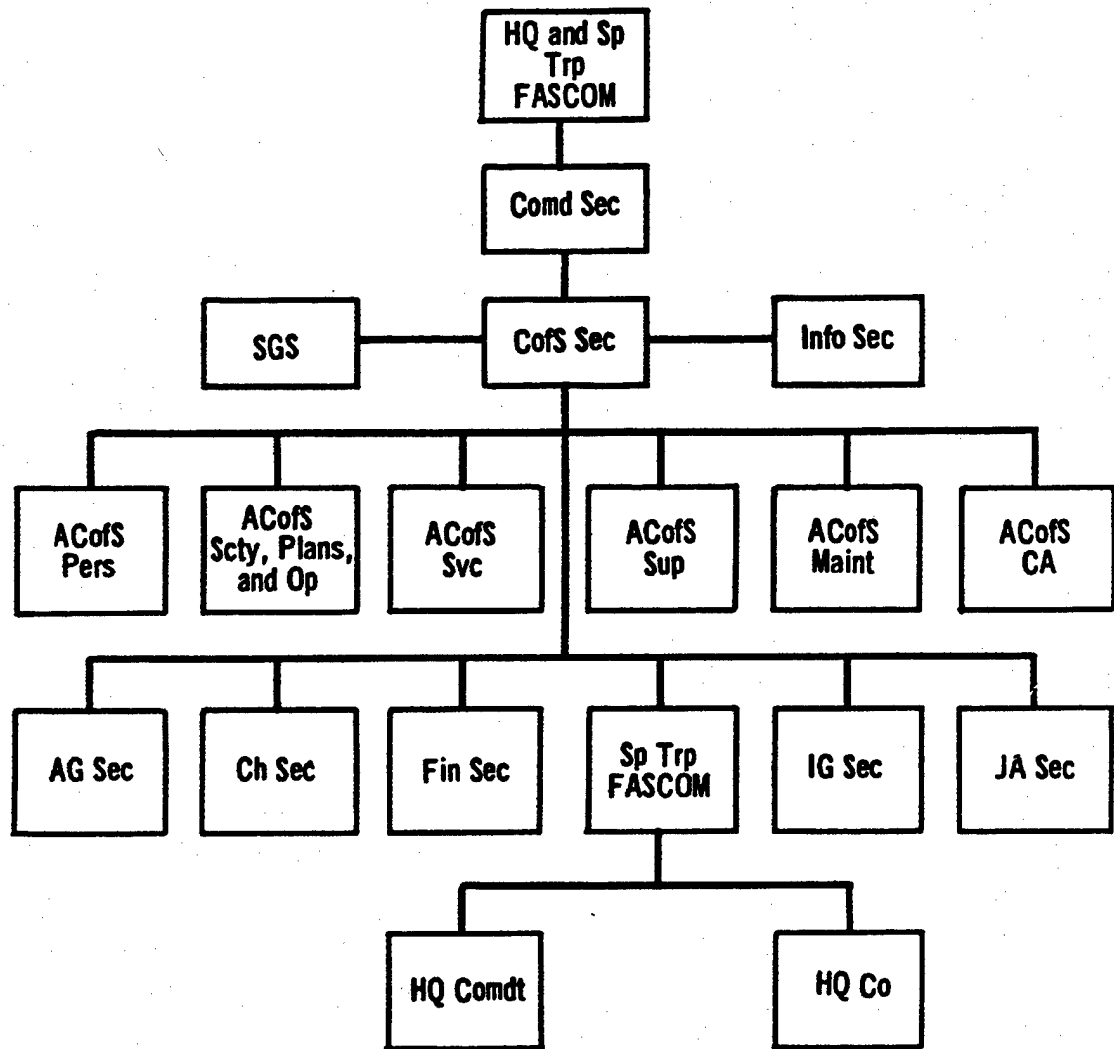 HQ and Sp
Trp
FASCOM
Comd Sec
SGS
CofS Sec
Info Sec
ACofS
Pers
ACofS
Scty, Plans,
and Op
ACofS
Svc
ACofS
Sup
ACofS
Maint
ACofS
CA
AG Sec
Ch Sec
Fin Sec
Sp Trp
FASCOM
IG Sec
JA Sec
HQ Comdt
HQ Co